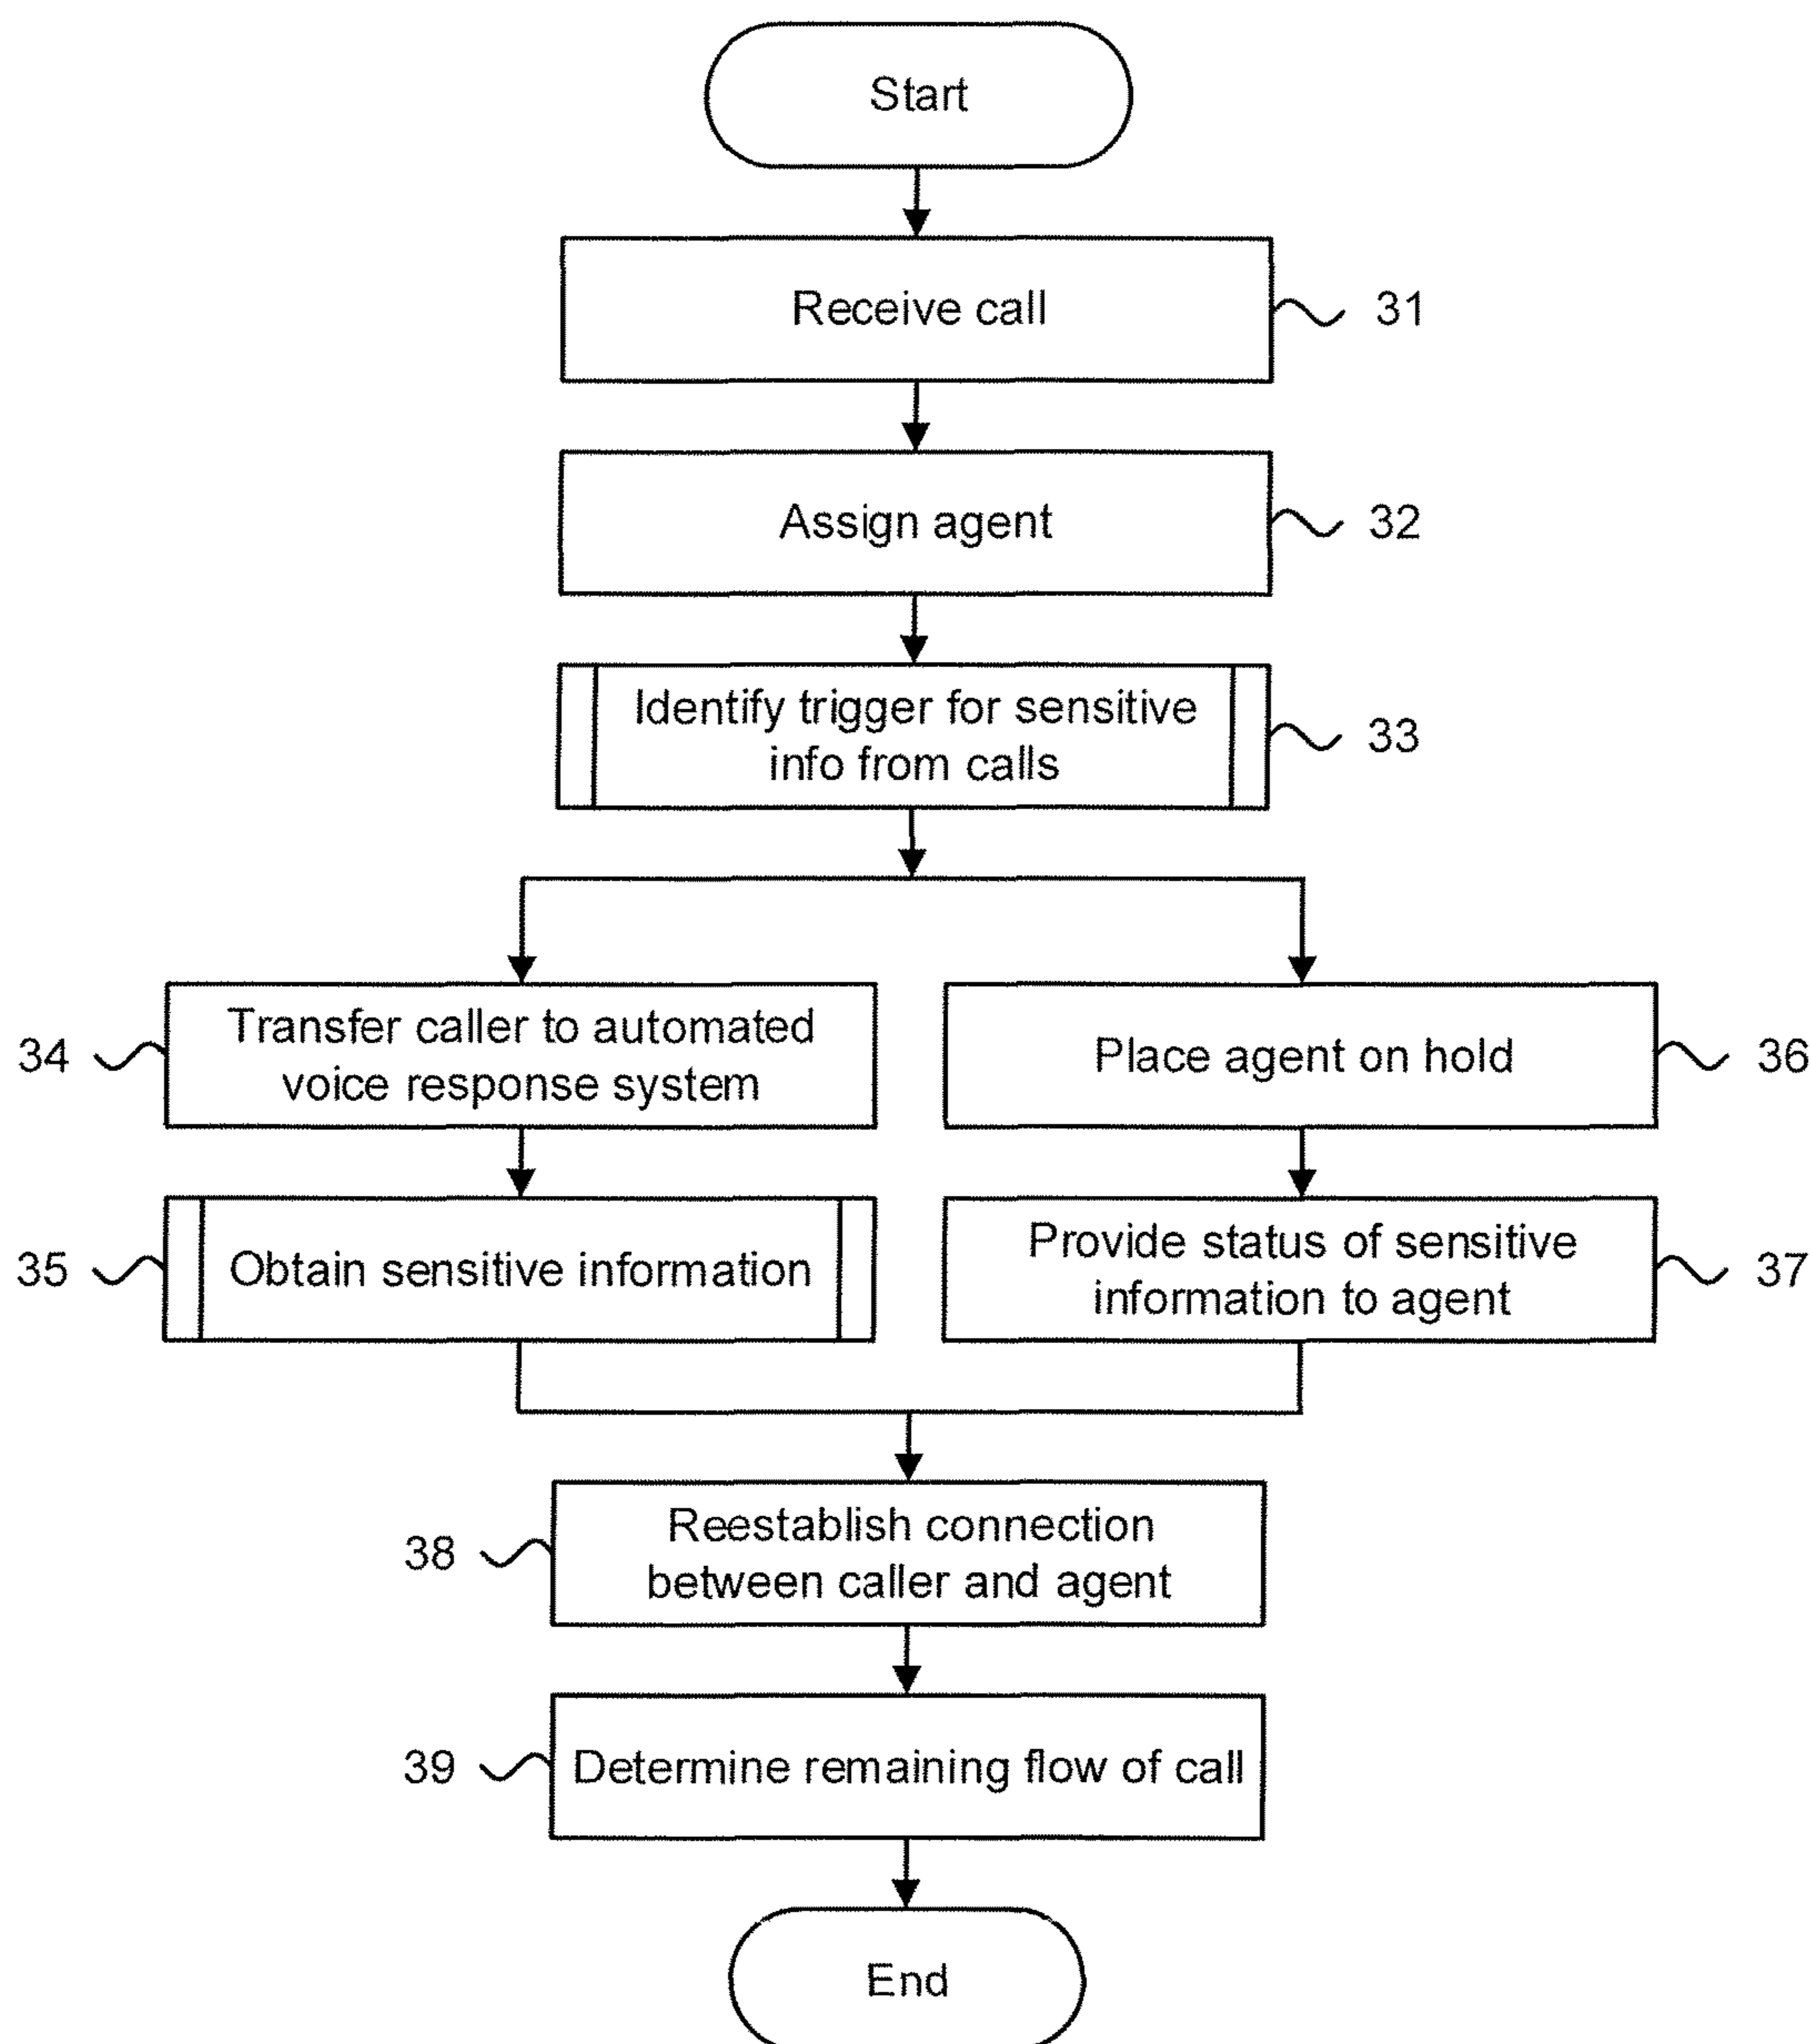 Start
Receive call
31
Assign agent
32
Identify trigger for sensitive
info from calls
33
34
Transfer caller to automated
voice response system
Place agent on hold
36
35
Obtain sensitive information
Provide status of sensitive
information to agent
37
38
Reestablish connection
between caller and agent
39
Determine remaining flow of call
End